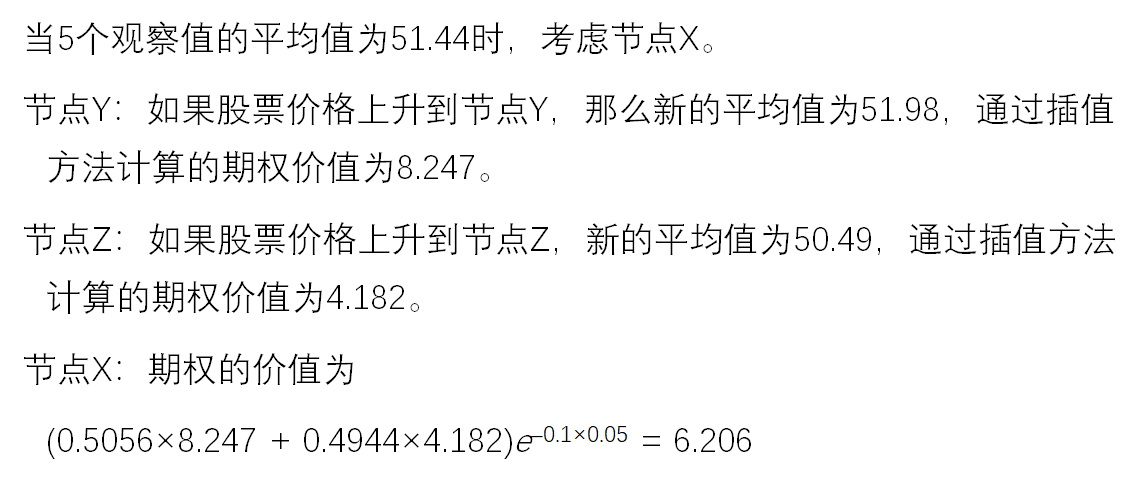 当5个观察值的平均值为51.44时，考虑节点X。
节点Y：如果股票价格上升到节点Y，那么新的平均值为51.98，通过插值
方法计算的期权价值为8.247。
节点Z：如果股票价格上升到节点Z，新的平均值为50.49，通过插值方法
计算的期权价值为4.182。
节点X：期权的价值为
(0.5056×8.247 + 0.4944×4.182)e–0.1×0.05 = 6.206